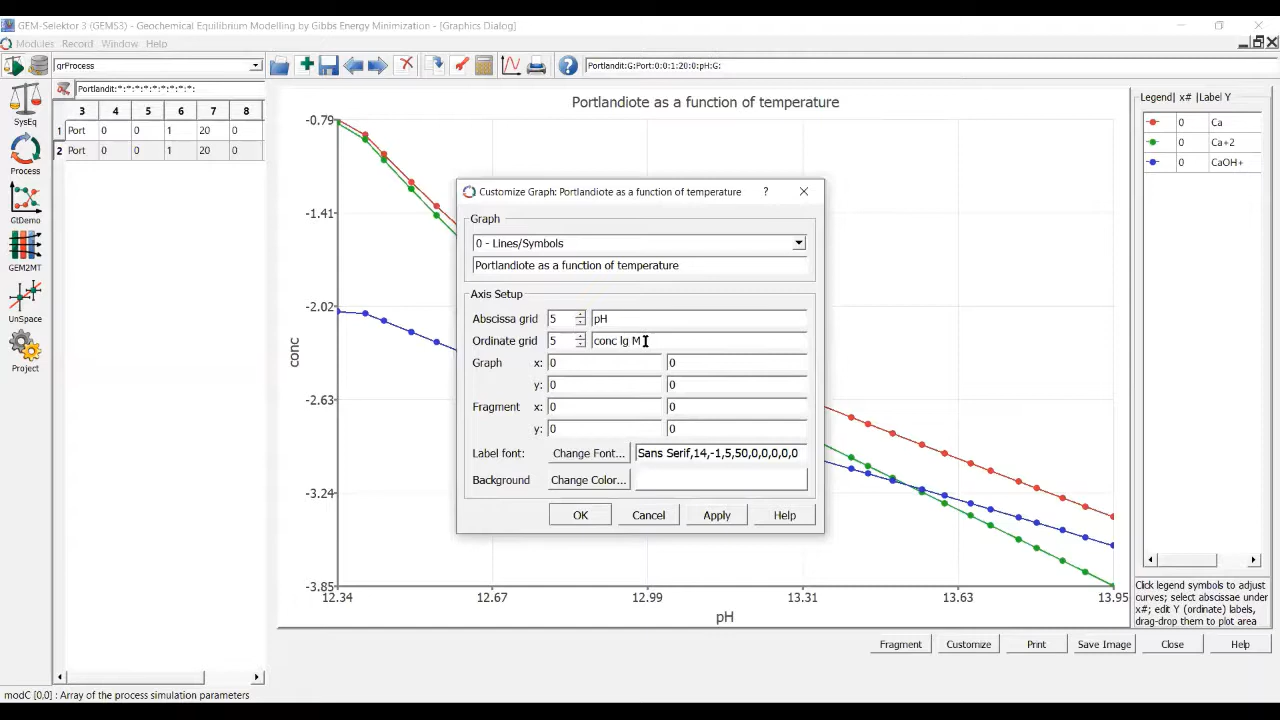 GEM-Selektor 3 (GEMS3) - Geochemical Equilibrium Modelling by Gibbs Energy Minimization - [Graphics Dialog]
Modules Record Window Help
grProcess
Portlandit:G:Port:0:0:1:20:0:pH:G:
Portlandit:*:*:*:*:*:*:*:*:*:
3 4 5 6 7 8
1 Port 0 0 1 20 0
2 Port 0 0 1 20 0
SysEq
Process
GtDemo
GEM2MT
UnSpace
Project
Portlandiote as a function of temperature
-0.79
-1.41
-2.02
-2.63
-3.24
-3.85
conc
12.34 12.67 12.99 13.31 13.63 13.95
pH
Legend| x# |Label Y
0 Ca
0 Ca+2
0 CaOH+
Customize Graph: Portlandiote as a function of temperature ?
Graph
0 - Lines/Symbols
Portlandiote as a function of temperature
Axis Setup
Abscissa grid 5 pH
Ordinate grid 5 conc lg M
Graph x: 0 0
y: 0 0
Fragment x: 0 0
y: 0 0
Label font: Change Font... Sans Serif,14,-1,5,50,0,0,0,0,0
Background Change Color...
OK Cancel Apply Help
Click legend symbols to adjust
curves; select abscissae under
x#; edit Y (ordinate) labels,
drag-drop them to plot area
Fragment Customize Print Save Image Close Help
modC [0,0] : Array of the process simulation parameters